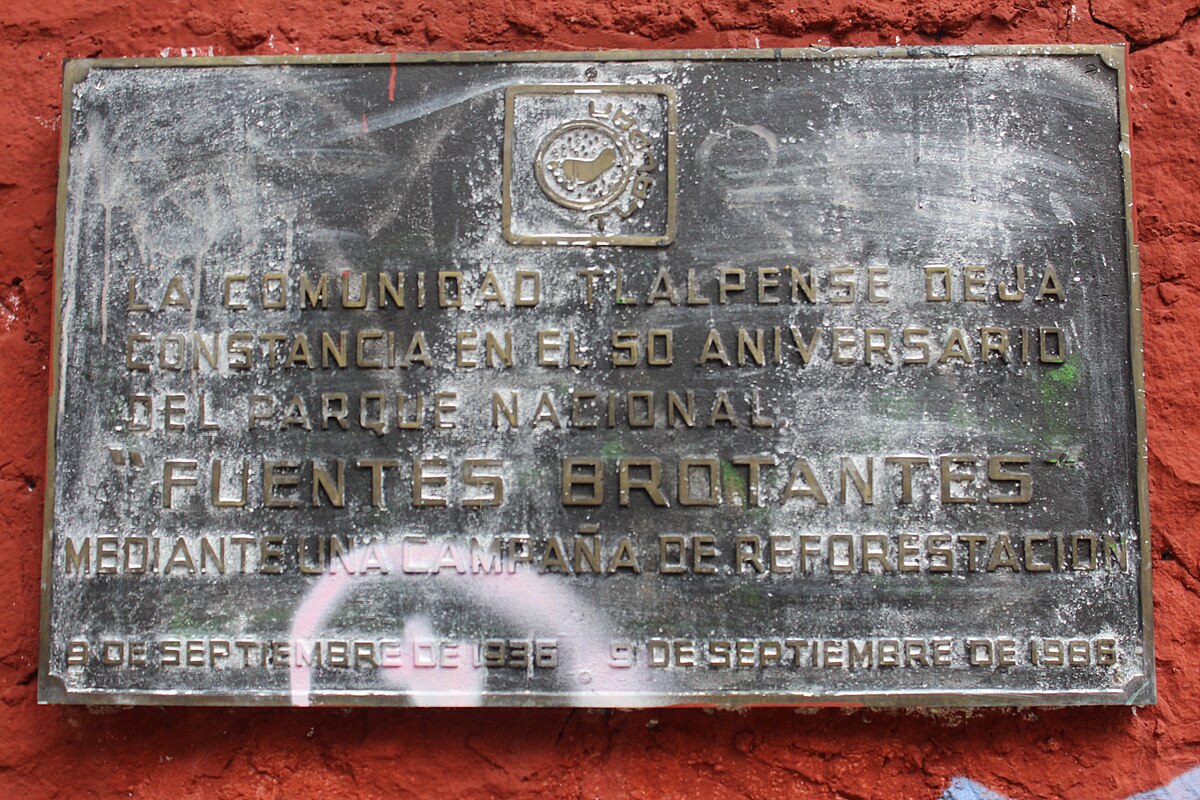 LA COMUNIDAD TLALPENSE DEJA
CONSTANCIA EN EL 50 ANIVERSARIO
DEL PARQUE NACIONAL
"FUENTES BROTANTES"
MEDIANTE UNA CAMPAÑA DE REFORESTACION
9 DE SEPTIEMBRE DE 1936 9 DE SEPTIEMBRE DE 1986